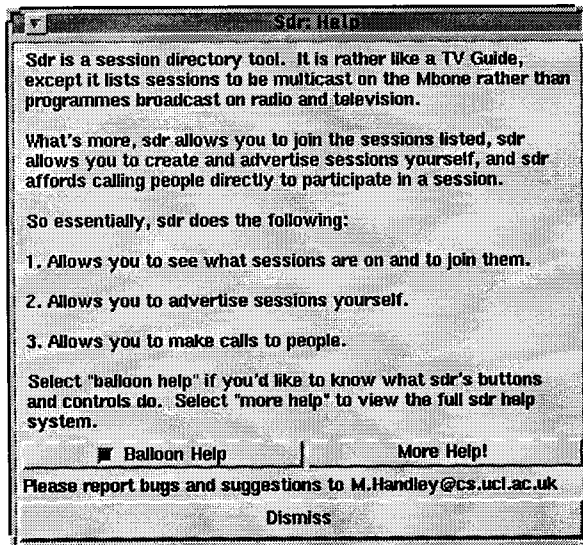 Sdr: Help
Sdr is a session directory tool.  It is rather like a TV Guide,
except it lists sessions to be multicast on the Mbone rather than
programmes broadcast on radio and television.
What's more, sdr allows you to join the sessions listed, sdr
allows you to create and advertise sessions yourself, and sdr
affords calling people directly to participate in a session.
So essentially, sdr does the following:
1. Allows you to see what sessions are on and to join them.
2. Allows you to advertise sessions yourself.
3. Allows you to make calls to people.
Select "balloon help" if you'd like to know what sdr's buttons
and controls do.  Select "more help" to view the full sdr help
system.
Balloon Help
More Help!
Please report bugs and suggestions to M.Handley@cs.ucl.ac.uk
Dismiss